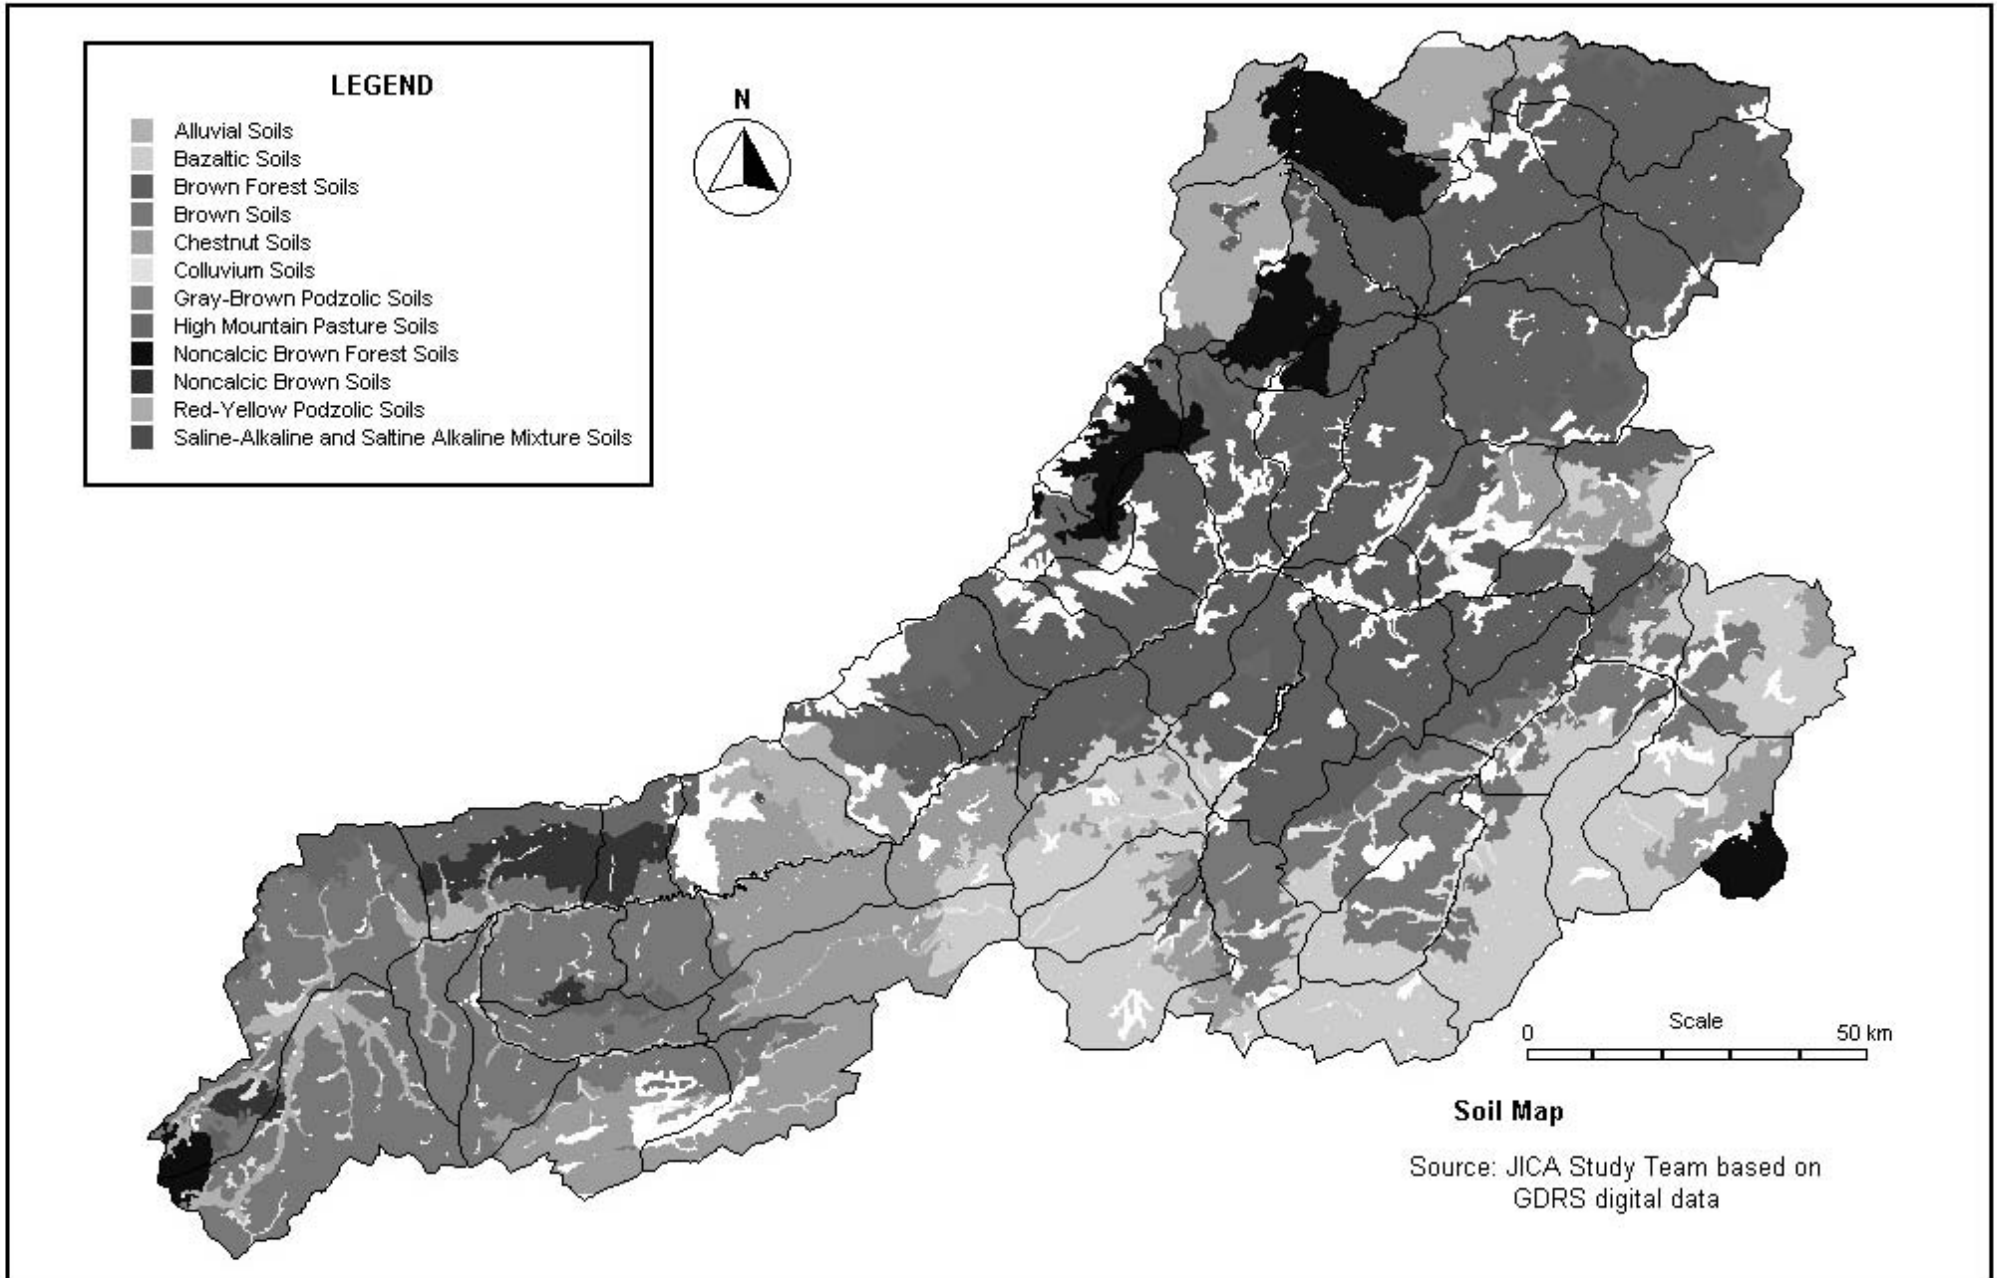 LEGEND
Alluvial Soils
Bazaltic Soils
Brown Forest Soils
Brown Soils
Chestnut Soils
Colluvium Soils
Gray-Brown Podzolic Soils
High Mountain Pasture Soils
Noncalcic Brown Forest Soils
Noncalcic Brown Soils
Red-Yellow Podzolic Soils
Saline-Alkaline and Saltine Alkaline Mixture Soils
N
Scale
0 50 km
Soil Map
Source: JICA Study Team based on
GDRS digital data